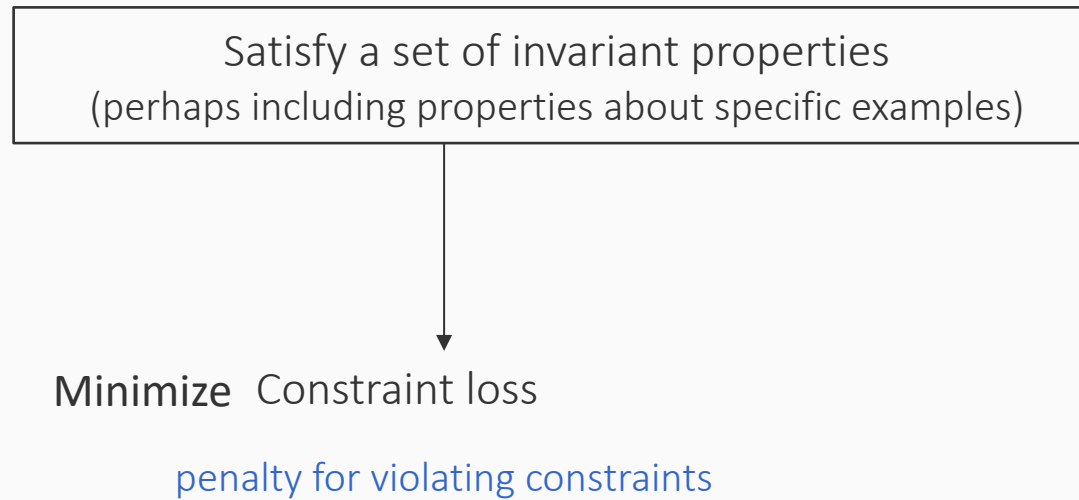 Satisfy a set of invariant properties
(perhaps including properties about specific examples)
Minimize Constraint loss
penalty for violating constraints